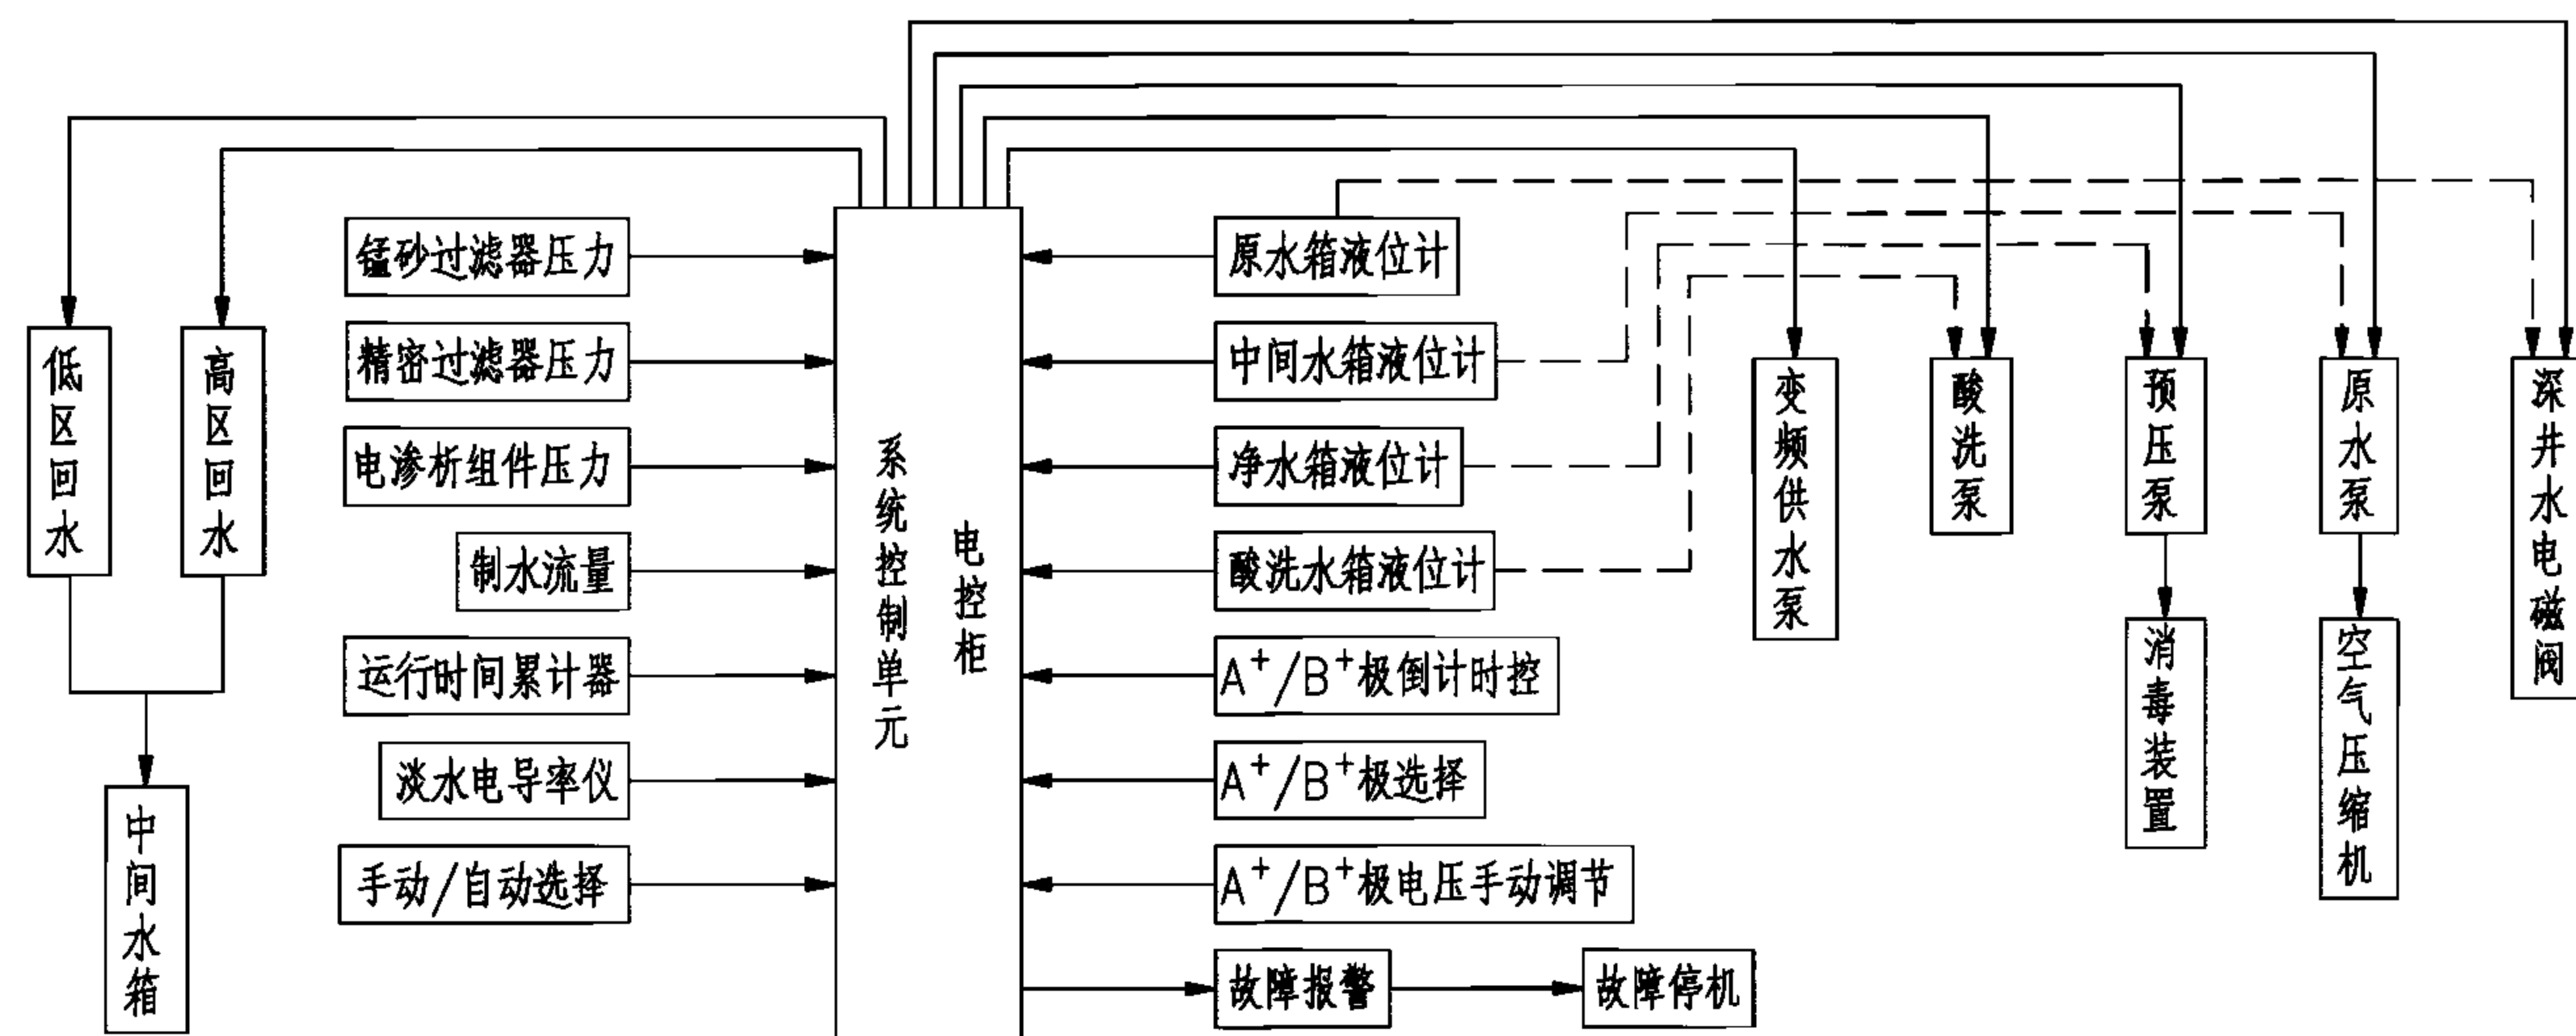 低区回水
高区回水
中间水箱
锰砂过滤器压力
精密过滤器压力
电渗析组件压力
制水流量
运行时间累计器
淡水电导率仪
手动/自动选择
系统控制单元
电控柜
原水箱液位计
中间水箱液位计
净水箱液位计
酸洗水箱液位计
A⁺/B⁺极倒计时控
A⁺/B⁺极选择
A⁺/B⁺极电压手动调节
故障报警
故障停机
变频供水泵
酸洗泵
预压泵
消毒装置
原水泵
空气压缩机
深井水电磁阀